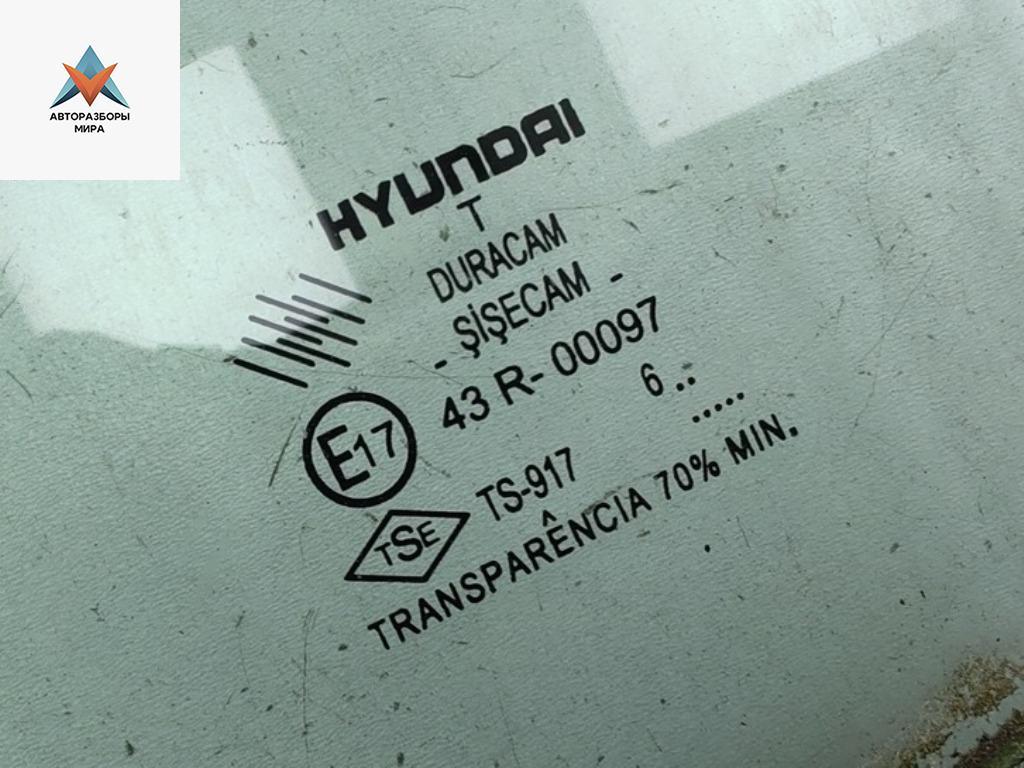 АВТОРАЗБОРЫ
МИРА
HYUNDAI
T
DURACAM
- ŞİŞECAM -
E17
43 R- 00097
6 ..
.....
TSE
TS-917
TRANSPARÊNCIA 70% MIN.